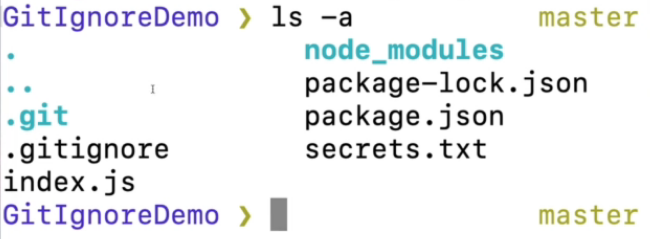 GitIgnoreDemo ❯ ls -a master
. node_modules
.. package-lock.json
.git package.json
.gitignore secrets.txt
index.js
GitIgnoreDemo ❯ master